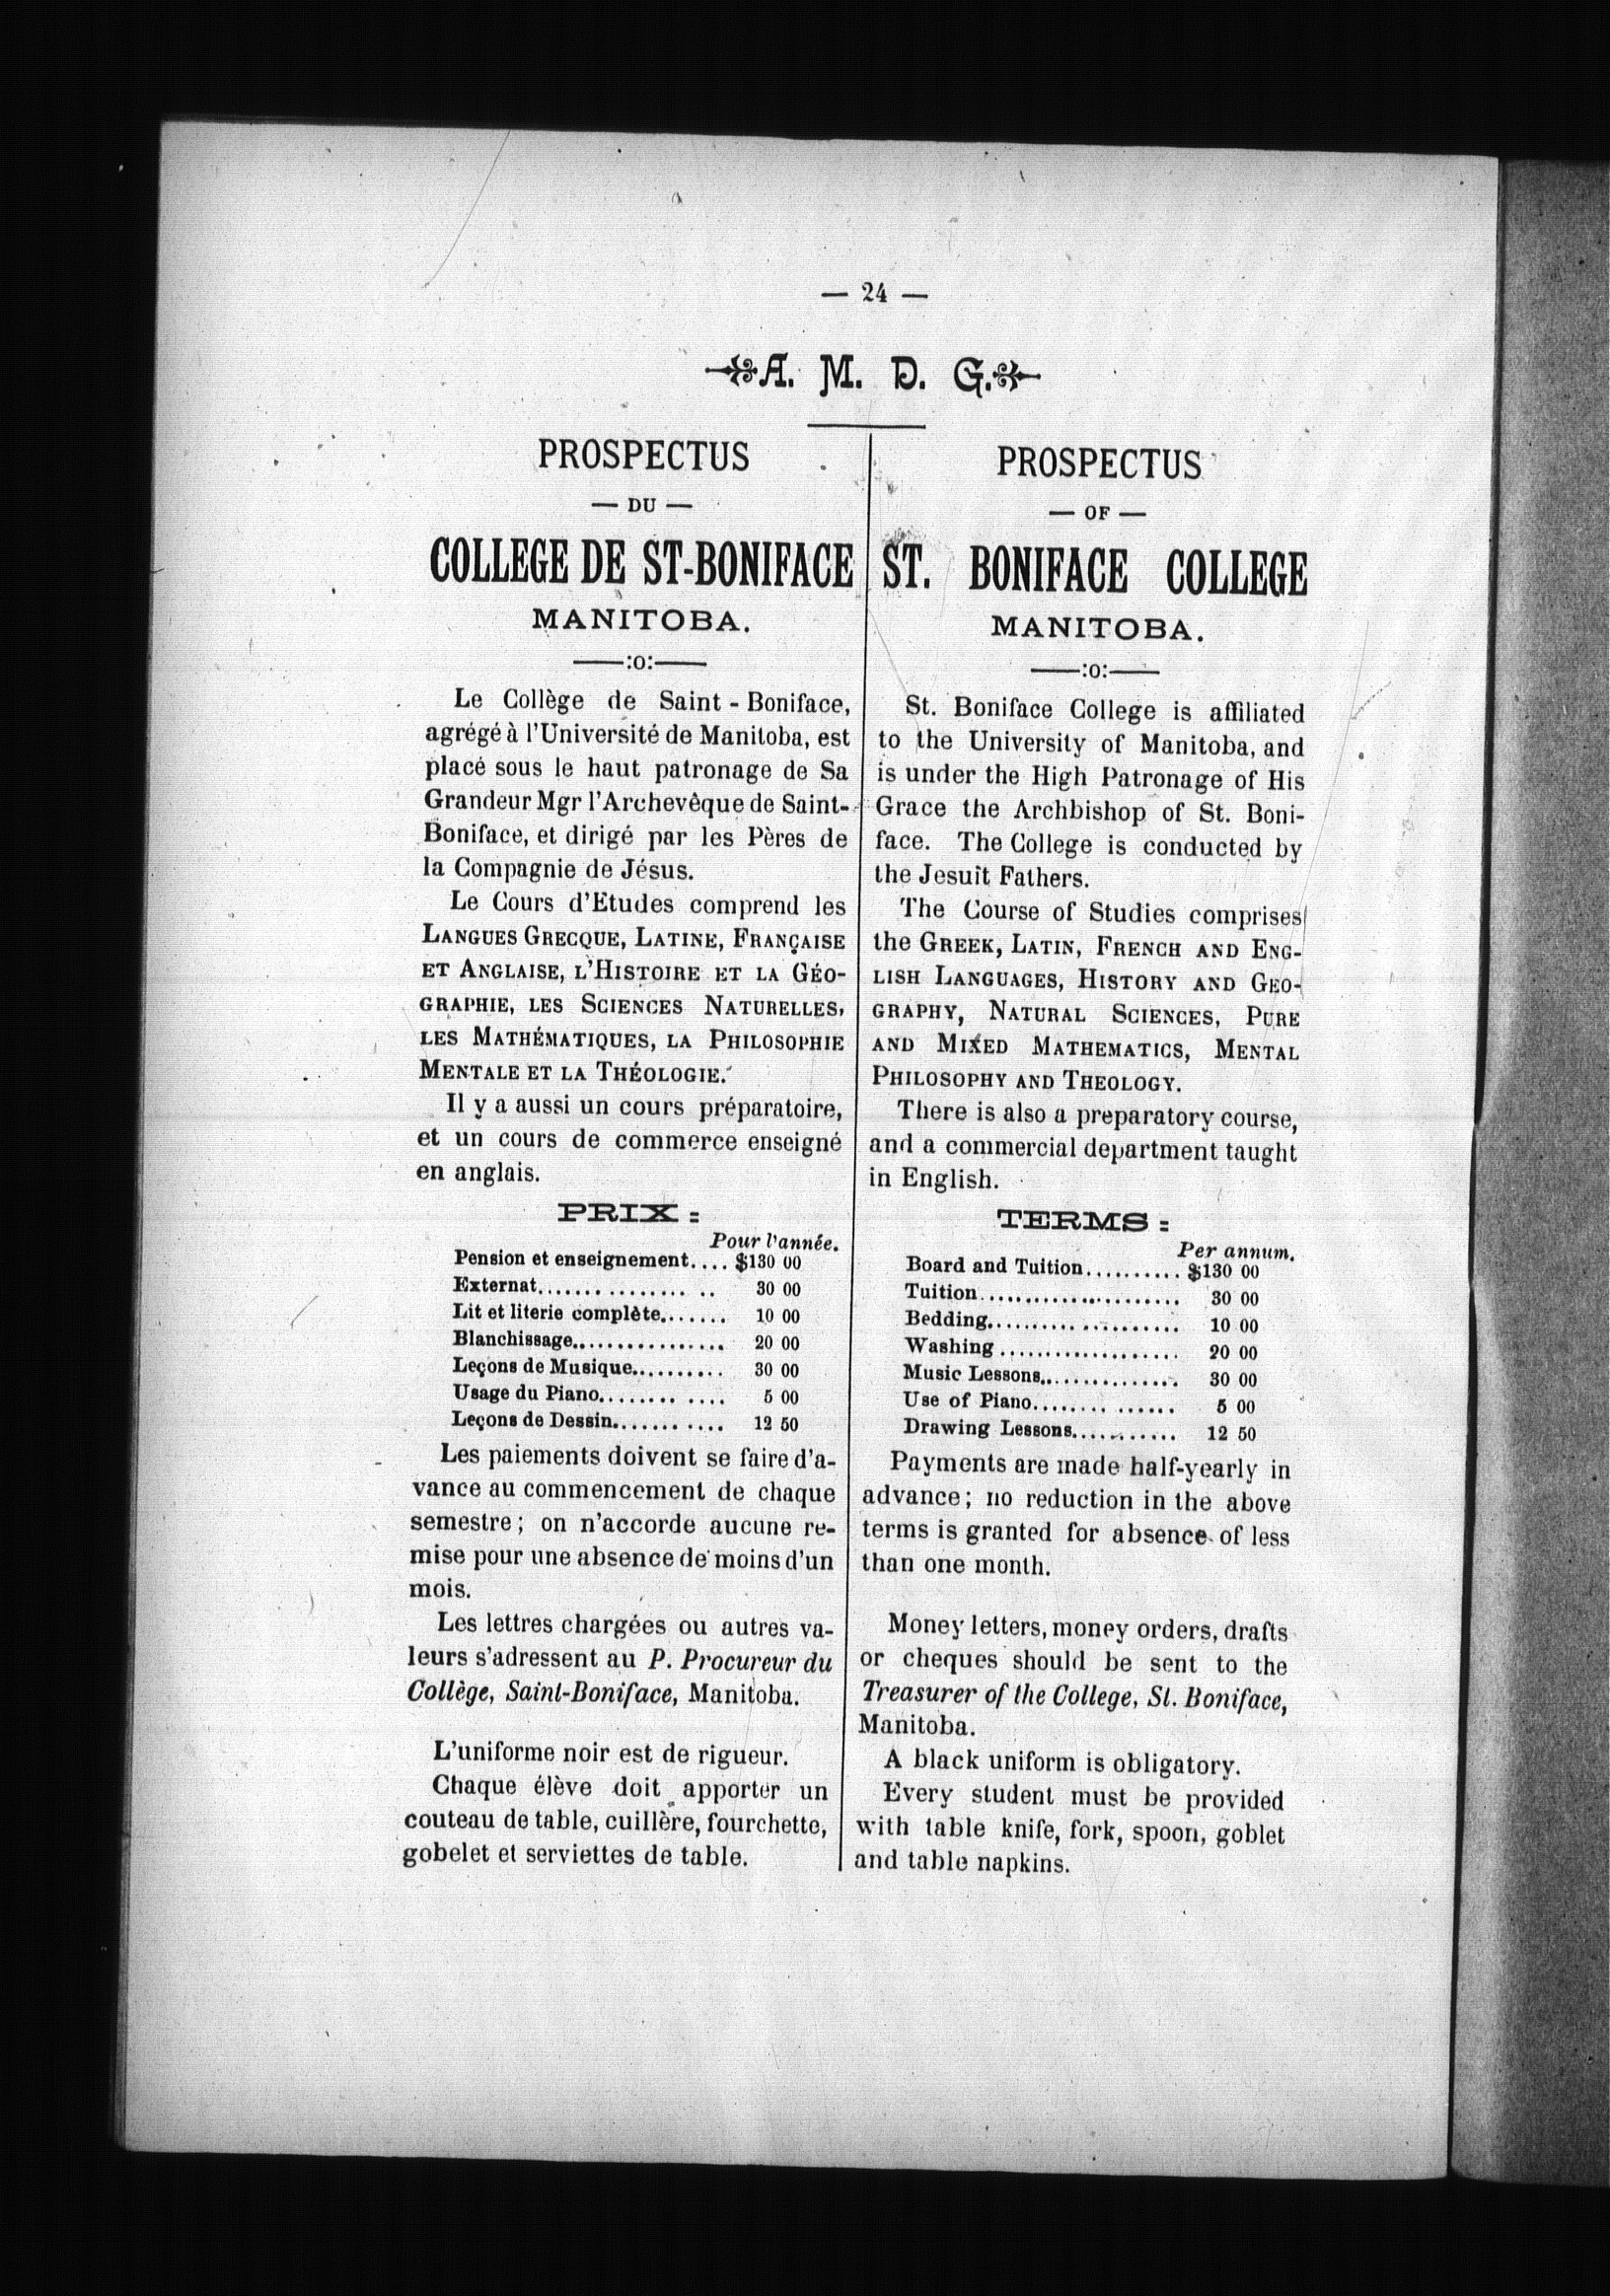 — 24 —
A. M. D. G.
PROSPECTUS
— DU —
COLLEGE DE ST-BONIFACE
MANITOBA.
——:o:——
Le Collège de Saint-Boniface,
agrégé à l'Université de Manitoba, est
placé sous le haut patronage de Sa
Grandeur Mgr l'Archevêque de Saint-
Boniface, et dirigé par les Pères de
la Compagnie de Jésus.
Le Cours d'Etudes comprend les
LANGUES GRECQUE, LATINE, FRANÇAISE
ET ANGLAISE, L'HISTOIRE ET LA GÉO-
GRAPHIE, LES SCIENCES NATURELLES,
LES MATHÉMATIQUES, LA PHILOSOPHIE
MENTALE ET LA THÉOLOGIE.
Il y a aussi un cours préparatoire,
et un cours de commerce enseigné
en anglais.
PRIX:
Pour l'année.
Pension et enseignement.... $130 00
Externat................. 30 00
Lit et literie complète....... 10 00
Blanchissage................ 20 00
Leçons de Musique.......... 30 00
Usage du Piano............ 5 00
Leçons de Dessin........... 12 50
Les paiements doivent se faire d'a-
vance au commencement de chaque
semestre; on n'accorde aucune re-
mise pour une absence de moins d'un
mois.
Les lettres chargées ou autres va-
leurs s'adressent au P. Procureur du
Collège, Saint-Boniface, Manitoba.
L'uniforme noir est de rigueur.
Chaque élève doit apporter un
couteau de table, cuillère, fourchette,
gobelet et serviettes de table.
PROSPECTUS
— OF —
ST. BONIFACE COLLEGE
MANITOBA.
——:o:——
St. Boniface College is affiliated
to the University of Manitoba, and
is under the High Patronage of His
Grace the Archbishop of St. Boni-
face. The College is conducted by
the Jesuit Fathers.
The Course of Studies comprises
the GREEK, LATIN, FRENCH AND ENG-
LISH LANGUAGES, HISTORY AND GEO-
GRAPHY, NATURAL SCIENCES, PURE
AND MIXED MATHEMATICS, MENTAL
PHILOSOPHY AND THEOLOGY.
There is also a preparatory course,
and a commercial department taught
in English.
TERMS:
Per annum.
Board and Tuition.......... $130 00
Tuition..................... 30 00
Bedding.................... 10 00
Washing................... 20 00
Music Lessons.............. 30 00
Use of Piano.............. 5 00
Drawing Lessons........... 12 50
Payments are made half-yearly in
advance; no reduction in the above
terms is granted for absence of less
than one month.
Money letters, money orders, drafts
or cheques should be sent to the
Treasurer of the College, St. Boniface,
Manitoba.
A black uniform is obligatory.
Every student must be provided
with table knife, fork, spoon, goblet
and table napkins.